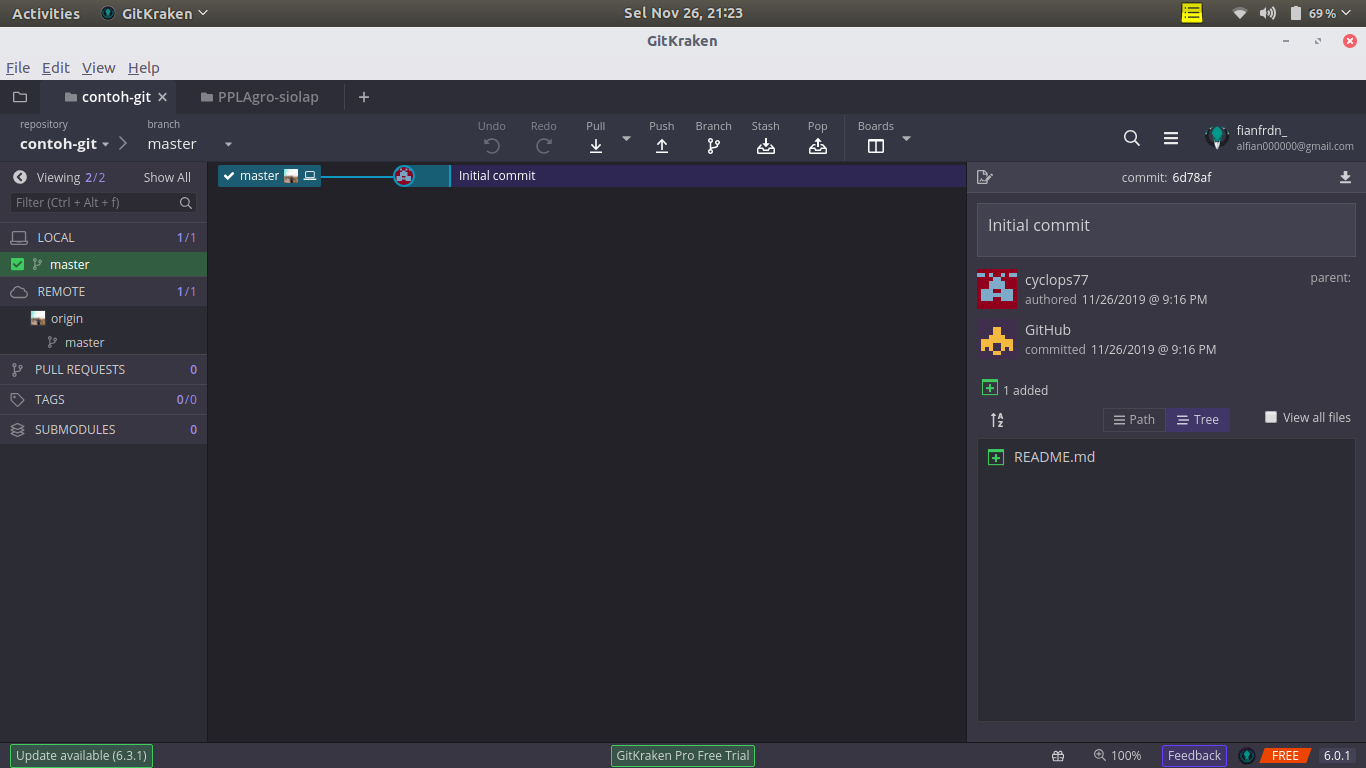 Activities GitKraken Sel Nov 26, 21:23 69 %
GitKraken
File Edit View Help
contoh-git PPLAgro-siolap
repository branch Undo Redo Pull Push Branch Stash Pop Boards
contoh-git master
fianfrdn_
alfian000000@gmail.com
Viewing 2/2 Show All
Filter (Ctrl + Alt + f)
LOCAL 1/1
master
REMOTE 1/1
origin
master
PULL REQUESTS 0
TAGS 0/0
SUBMODULES 0
master Initial commit
commit: 6d78af
Initial commit
cyclops77 parent:
authored 11/26/2019 @ 9:16 PM
GitHub
committed 11/26/2019 @ 9:16 PM
1 added
Path Tree View all files
README.md
Update available (6.3.1) GitKraken Pro Free Trial 100% Feedback FREE 6.0.1